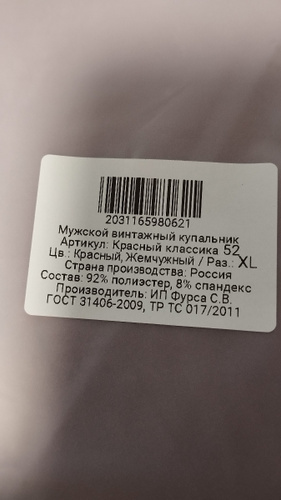 2031165980621
Мужской винтажный купальник
Артикул: Красный классика 52
Цв.: Красный, Жемчужный / Раз.: XL
Страна производства: Россия
Состав: 92% полиэстер, 8% спандекс
Производитель: ИП Фурса С.В.
ГОСТ 31406-2009, ТР ТС 017/2011